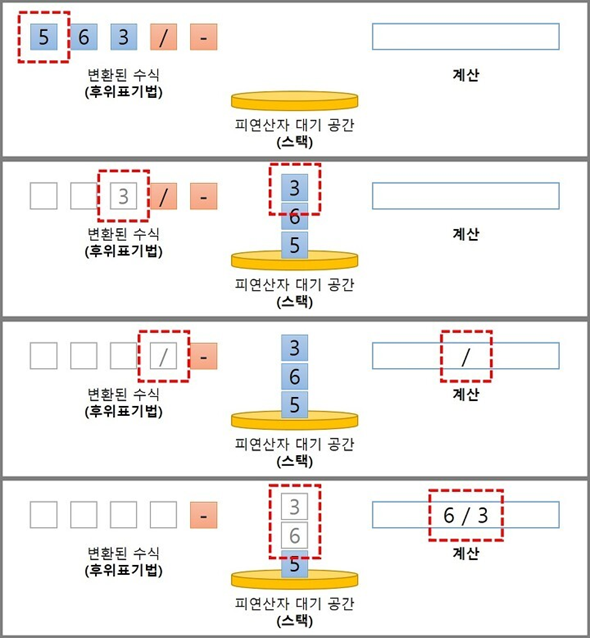 5 6 3 / -
변환된 수식
(후위표기법)
피연산자 대기 공간
(스택)
계산
3 / -
변환된 수식
(후위표기법)
3
6
5
피연산자 대기 공간
(스택)
계산
/ -
변환된 수식
(후위표기법)
3
6
5
피연산자 대기 공간
(스택)
/
계산
-
변환된 수식
(후위표기법)
3
6
5
피연산자 대기 공간
(스택)
6 / 3
계산